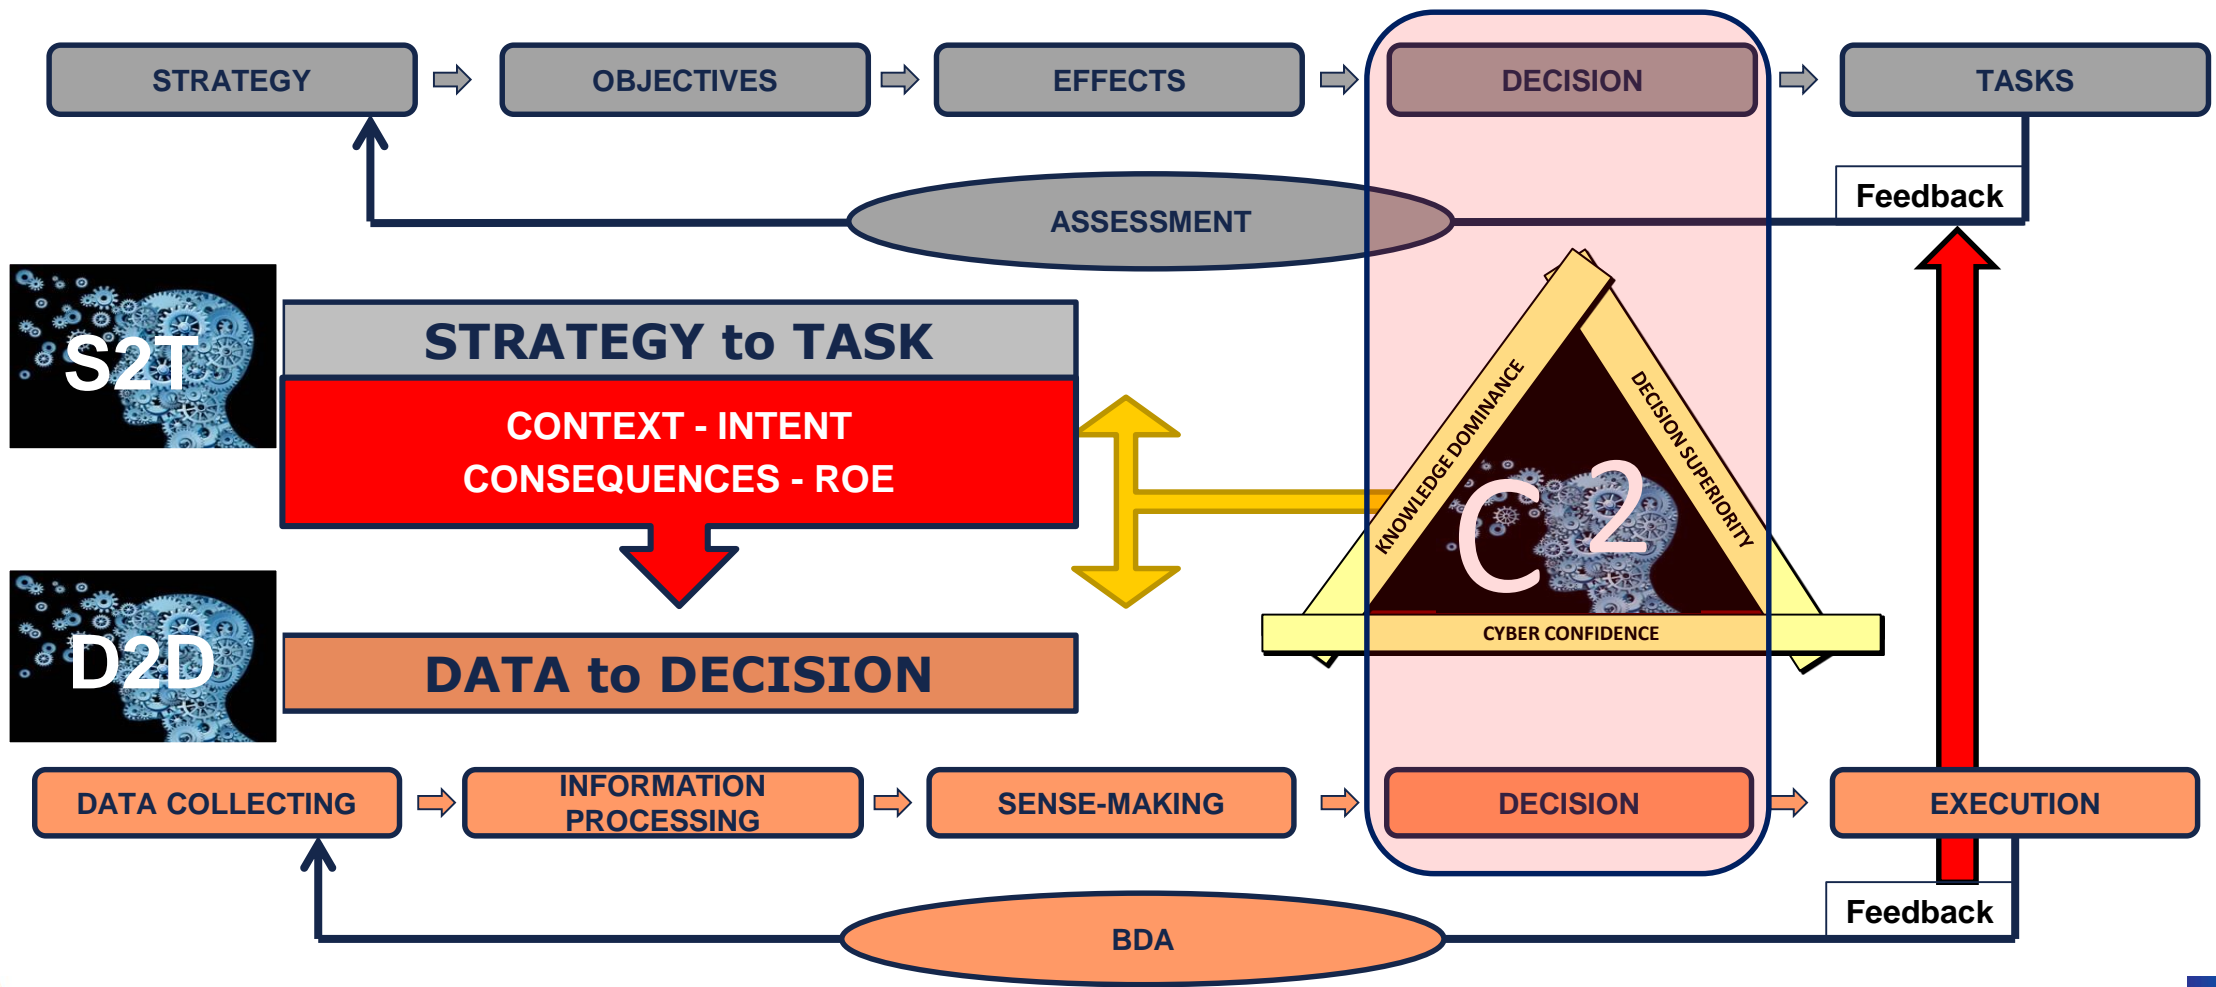 STRATEGY
OBJECTIVES
EFFECTS
DECISION
TASKS
Feedback
ASSESSMENT
S2T
STRATEGY to TASK
CONTEXT - INTENT
CONSEQUENCES - ROE
KNOWLEDGE DOMINANCE
DECISION SUPERIORITY
C2
CYBER CONFIDENCE
D2D
DATA to DECISION
DATA COLLECTING
INFORMATION
PROCESSING
SENSE-MAKING
DECISION
EXECUTION
Feedback
BDA